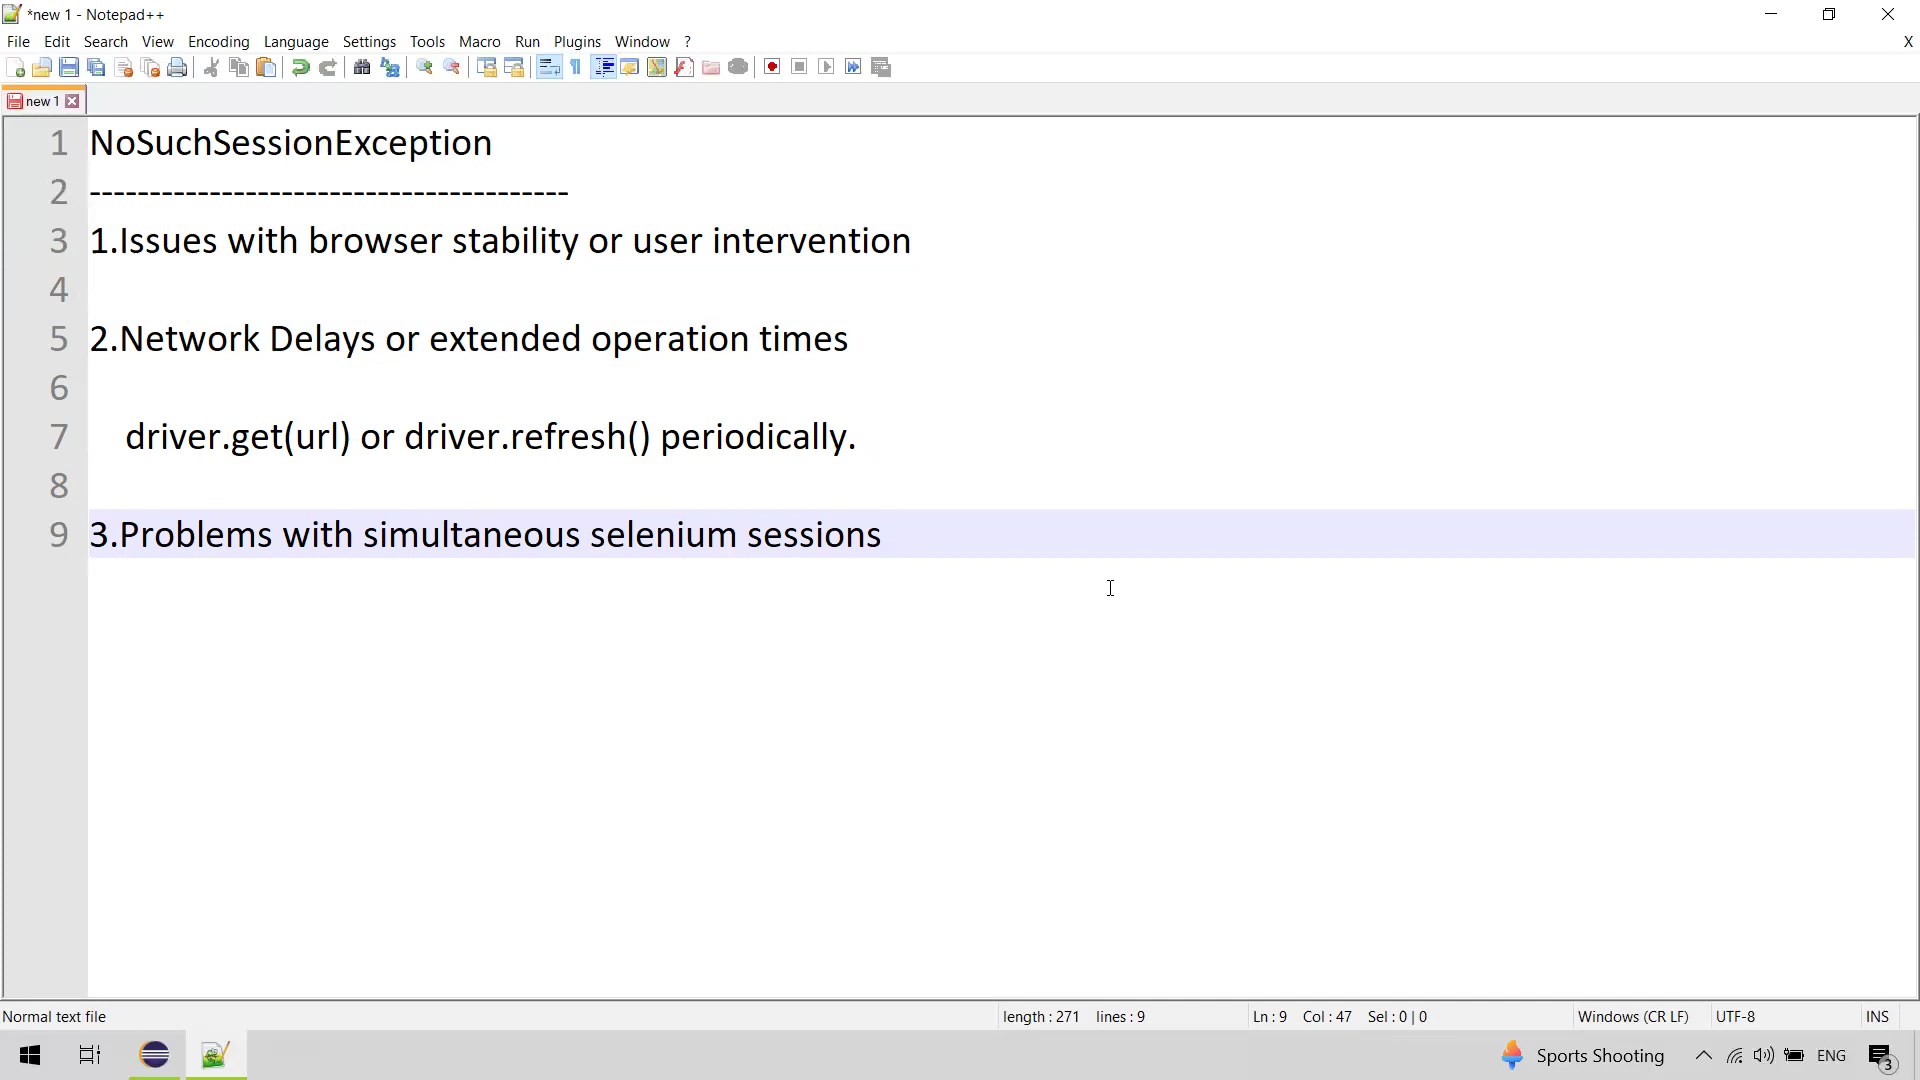 *new 1 - Notepad++
File Edit Search View Encoding Language Settings Tools Macro Run Plugins Window ? X
new 1
1 NoSuchSessionException
2 ----------------------------------------
3 1.Issues with browser stability or user intervention
4
5 2.Network Delays or extended operation times
6
7 driver.get(url) or driver.refresh() periodically.
8
9 3.Problems with simultaneous selenium sessions
Normal text file length : 271 lines : 9 Ln : 9 Col : 47 Sel : 0 | 0 Windows (CR LF) UTF-8 INS
Sports Shooting ENG 3